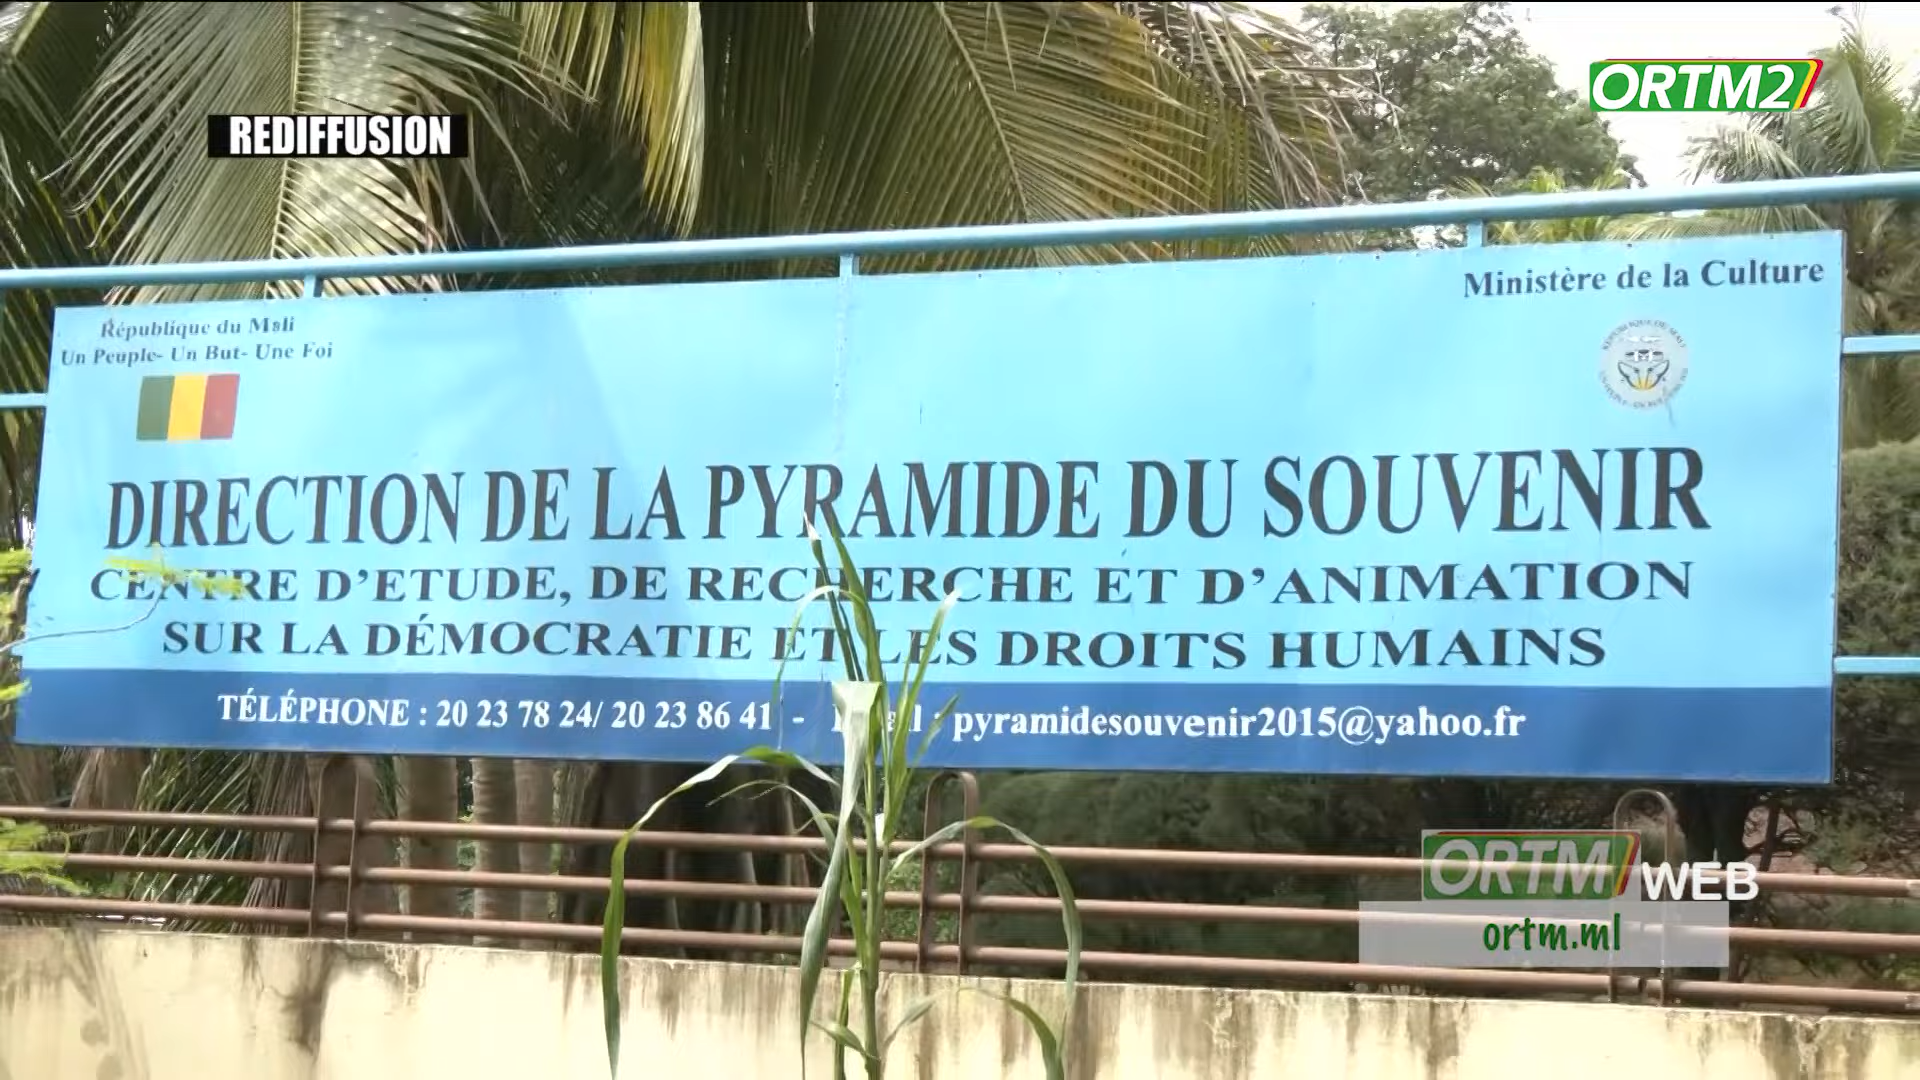 REDIFFUSION
ORTM2
République du Mali
Un Peuple- Un But- Une Foi
Ministère de la Culture
DIRECTION DE LA PYRAMIDE DU SOUVENIR
CENTRE D'ETUDE, DE RECHERCHE ET D'ANIMATION
SUR LA DÉMOCRATIE ET LES DROITS HUMAINS
TÉLÉPHONE : 20 23 78 24/ 20 23 86 41 - : pyramidesouvenir2015@yahoo.fr
ORTM WEB
ortm.ml